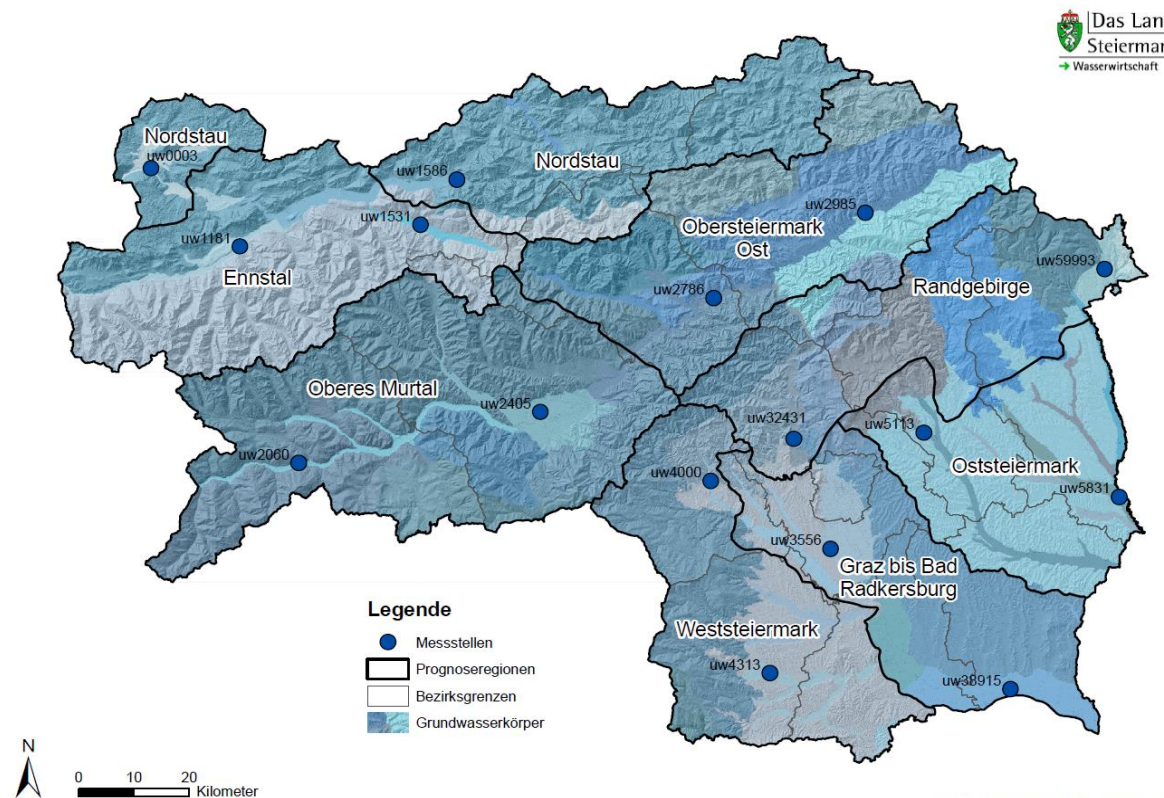 Das Lan
Steiermar
→ Wasserwirtschaft
Nordstau
uw0003
uw1586
Nordstau
uw1531
uw2985
uw1181
Obersteiermark
Ost
Ennstal
uw59993
uw2786
Randgebirge
Oberes Murtal
uw2405
uw32431
uw5113
uw2060
uw4000
Oststeiermark
uw5831
uw3556
Graz bis Bad
Radkersburg
Legende
Messstellen
Prognoseregionen
Bezirksgrenzen
Grundwasserkörper
Weststeiermark
uw4313
uw38915
N
0 10 20
Kilometer